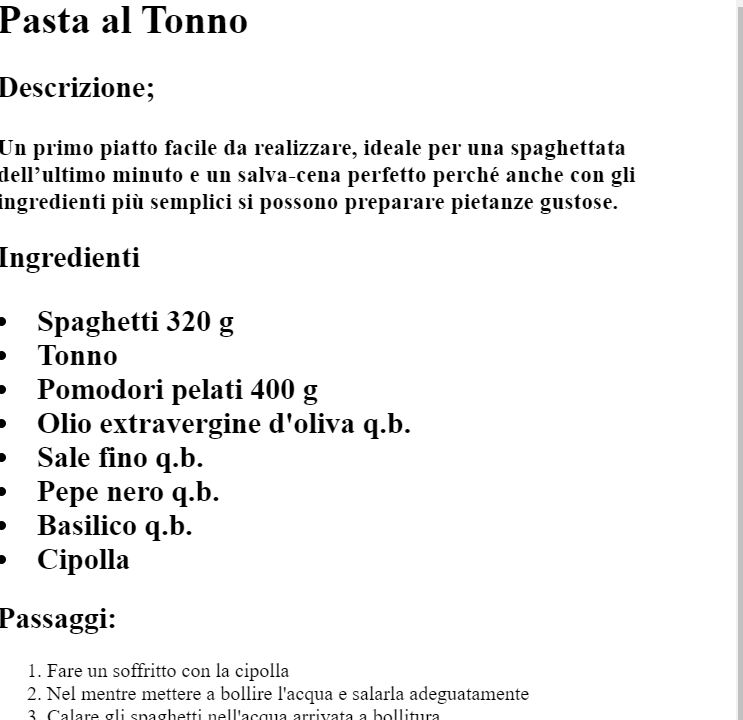 Pasta al Tonno
Descrizione;
Un primo piatto facile da realizzare, ideale per una spaghettata
dell’ultimo minuto e un salva-cena perfetto perché anche con gli
ingredienti più semplici si possono preparare pietanze gustose.
Ingredienti
• Spaghetti 320 g
• Tonno
• Pomodori pelati 400 g
• Olio extravergine d'oliva q.b.
• Sale fino q.b.
• Pepe nero q.b.
• Basilico q.b.
• Cipolla
Passaggi:
1. Fare un soffritto con la cipolla
2. Nel mentre mettere a bollire l'acqua e salarla adeguatamente
3. Calare gli spaghetti nell'acqua arrivata a bollitura